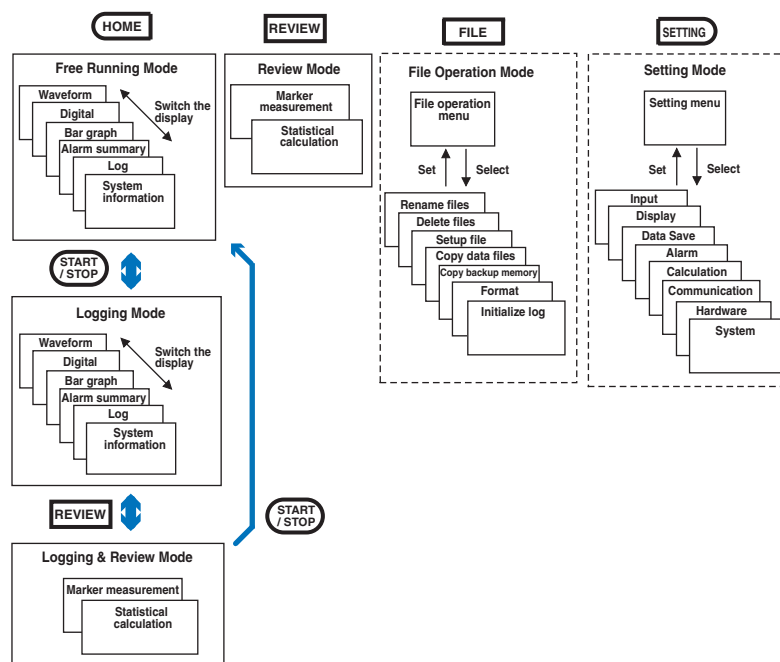 HOME
REVIEW
FILE
SETTING
Free Running Mode
Waveform
Digital
Bar graph
Alarm summary
Log
System
information
Switch the
display
Review Mode
Marker
measurement
Statistical
calculation
File Operation Mode
File operation
menu
Set
Select
Rename files
Delete files
Setup file
Copy data files
Copy backup memory
Format
Initialize log
Setting Mode
Setting menu
Set
Select
Input
Display
Data Save
Alarm
Calculation
Communication
Hardware
System
START
/ STOP
Logging Mode
Waveform
Digital
Bar graph
Alarm summary
Log
System
information
Switch the
display
REVIEW
START
/ STOP
Logging & Review Mode
Marker measurement
Statistical
calculation